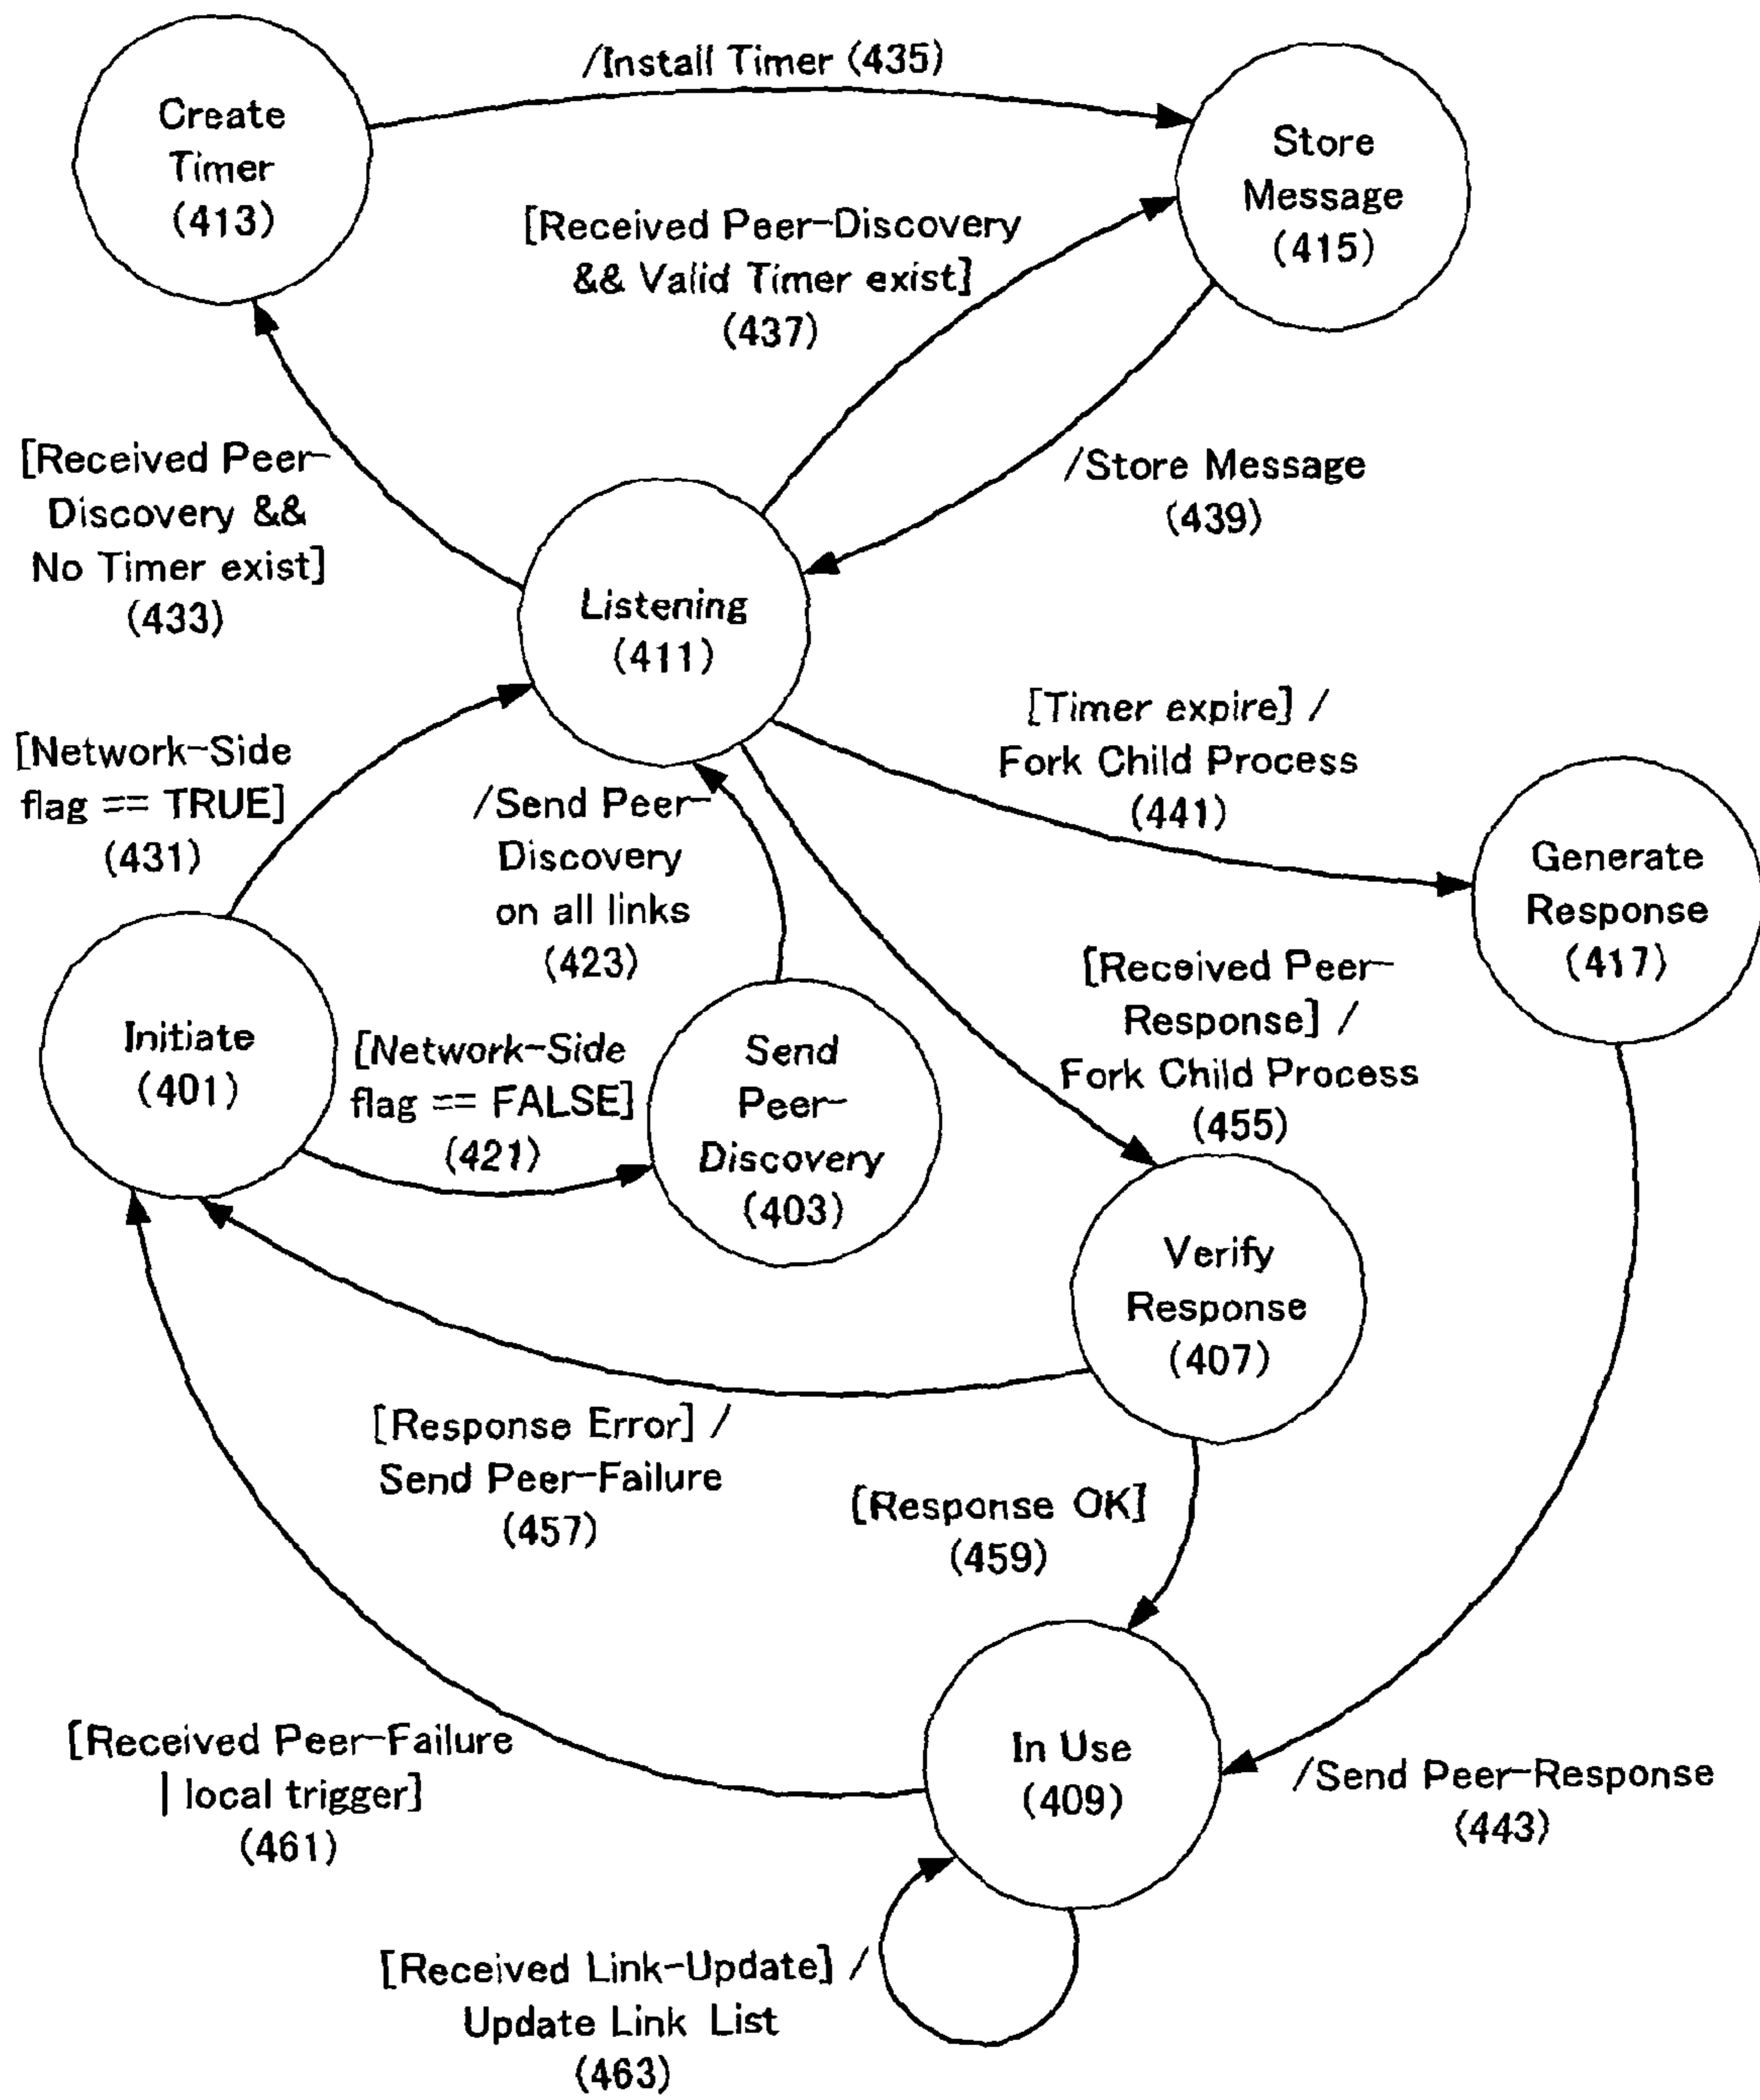 /Install Timer (435)
Create
Timer
(413)
Store
Message
(415)
[Received Peer-Discovery
&& Valid Timer exist]
(437)
[Received Peer-
Discovery &&
No Timer exist]
(433)
/Store Message
(439)
Listening
(411)
[Network-Side
flag == TRUE]
(431)
/Send Peer-
Discovery
on all links
(423)
[Timer expire] /
Fork Child Process
(441)
Generate
Response
(417)
[Received Peer-
Response] /
Fork Child Process
(455)
Initiate
(401)
[Network-Side
flag == FALSE]
(421)
Send
Peer-
Discovery
(403)
Verify
Response
(407)
[Response Error] /
Send Peer-Failure
(457)
[Response OK]
(459)
[Received Peer-Failure
| local trigger]
(461)
In Use
(409)
/Send Peer-Response
(443)
[Received Link-Update] /
Update Link List
(463)